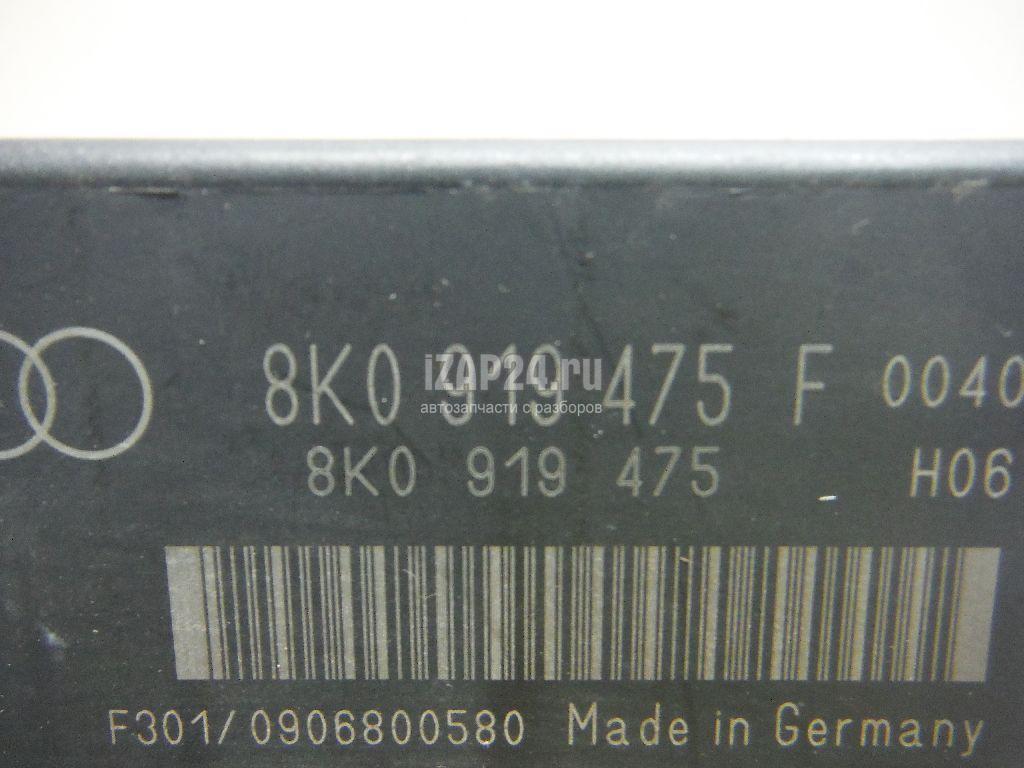 8K0 919 475 F 0040
iZAP24.ru
автозапчасти с разборов
8K0 919 475 H06
F301/0906800580 Made in Germany